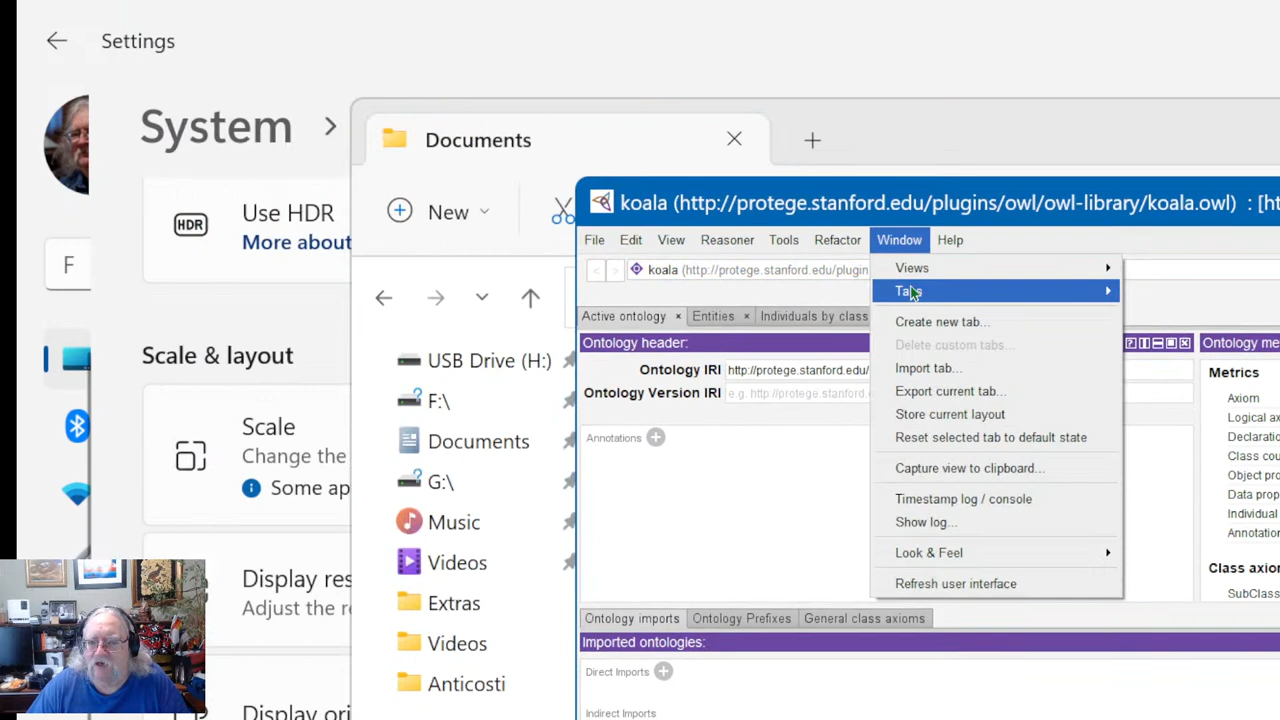 Settings
System
Use HDR
More about
HDR
F
Scale & layout
Scale
Change the
Some ap
Display res
Adjust the r
Display ori
Documents
New
USB Drive (H:)
F:\
Documents
G:\
Music
Videos
Extras
Videos
Anticosti
koala (http://protege.stanford.edu/plugins/owl/owl-library/koala.owl) : [ht
File Edit View Reasoner Tools Refactor Window Help
koala (http://protege.stanford.edu/plugin
Active ontology × Entities × Individuals by class
Ontology header:
Ontology IRI http://protege.stanford.edu/
Ontology Version IRI e.g. http://protege.stanford.
Annotations
Views
Tabs
Create new tab...
Delete custom tabs...
Import tab...
Export current tab...
Store current layout
Reset selected tab to default state
Capture view to clipboard...
Timestamp log / console
Show log...
Look & Feel
Refresh user interface
Ontology me
Metrics
Axiom
Logical ax
Declaratio
Class cou
Object pro
Data prop
Individual
Annotation
Class axio
SubClass
Ontology imports Ontology Prefixes General class axioms
Imported ontologies:
Direct Imports
Indirect Imports